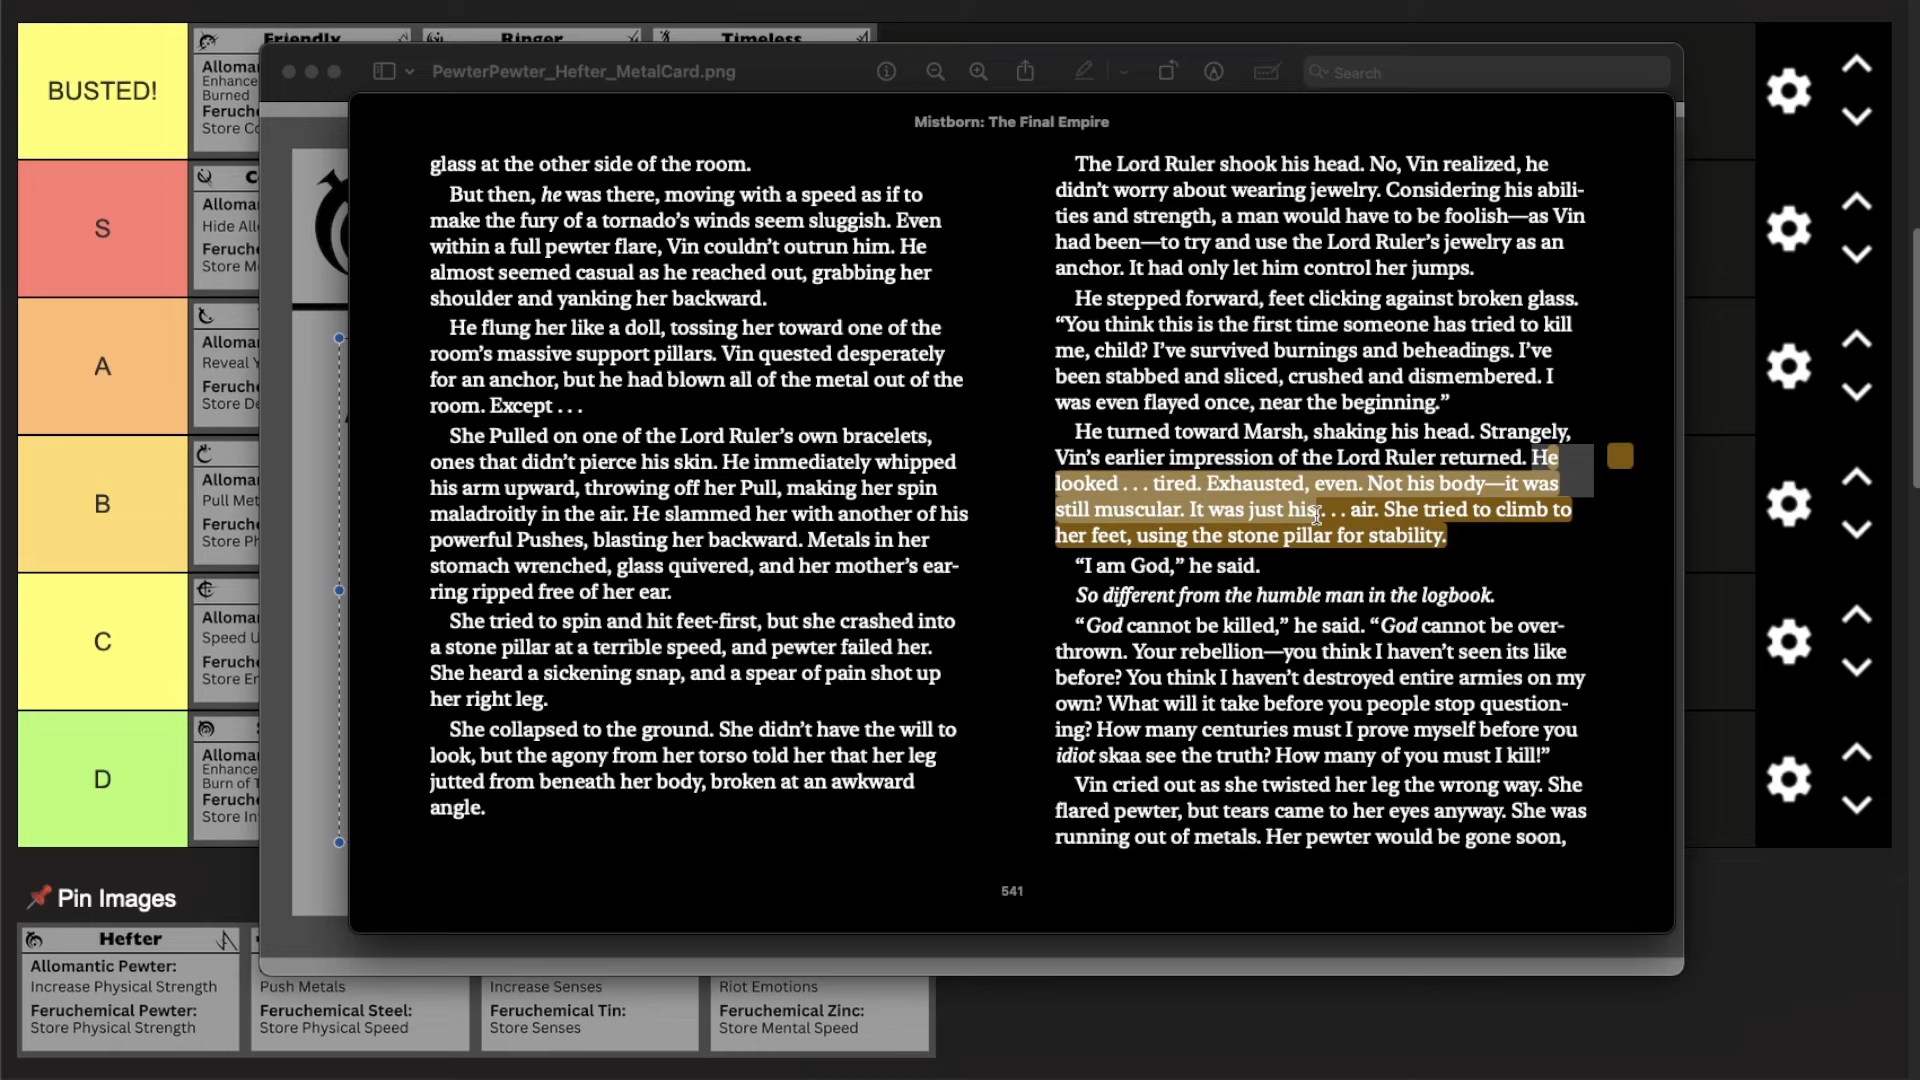 BUSTED!
S
A
B
C
D
Friendly
Ringer
Timeless
Alloma
Enhance
Burned
Feruch
Store Co
C
Alloma
Hide All
Feruch
Store M
Alloma
Reveal Y
Feruch
Store De
Alloma
Pull Met
Feruch
Store Ph
Alloma
Speed U
Feruch
Store En
Alloma
Enhance
Burn of T
Feruch
Store In
PewterPewter_Hefter_MetalCard.png
Search
Mistborn: The Final Empire
glass at the other side of the room.
But then, he was there, moving with a speed as if to
make the fury of a tornado's winds seem sluggish. Even
within a full pewter flare, Vin couldn't outrun him. He
almost seemed casual as he reached out, grabbing her
shoulder and yanking her backward.
He flung her like a doll, tossing her toward one of the
room's massive support pillars. Vin quested desperately
for an anchor, but he had blown all of the metal out of the
room. Except . . .
She Pulled on one of the Lord Ruler's own bracelets,
ones that didn't pierce his skin. He immediately whipped
his arm upward, throwing off her Pull, making her spin
maladroitly in the air. He slammed her with another of his
powerful Pushes, blasting her backward. Metals in her
stomach wrenched, glass quivered, and her mother's ear-
ring ripped free of her ear.
She tried to spin and hit feet-first, but she crashed into
a stone pillar at a terrible speed, and pewter failed her.
She heard a sickening snap, and a spear of pain shot up
her right leg.
She collapsed to the ground. She didn't have the will to
look, but the agony from her torso told her that her leg
jutted from beneath her body, broken at an awkward
angle.
The Lord Ruler shook his head. No, Vin realized, he
didn't worry about wearing jewelry. Considering his abili-
ties and strength, a man would have to be foolish—as Vin
had been—to try and use the Lord Ruler's jewelry as an
anchor. It had only let him control her jumps.
He stepped forward, feet clicking against broken glass.
“You think this is the first time someone has tried to kill
me, child? I've survived burnings and beheadings. I've
been stabbed and sliced, crushed and dismembered. I
was even flayed once, near the beginning.”
He turned toward Marsh, shaking his head. Strangely,
Vin's earlier impression of the Lord Ruler returned. He
looked . . . tired. Exhausted, even. Not his body—it was
still muscular. It was just his . . . air. She tried to climb to
her feet, using the stone pillar for stability.
“I am God,” he said.
So different from the humble man in the logbook.
“God cannot be killed,” he said. “God cannot be over-
thrown. Your rebellion—you think I haven't seen its like
before? You think I haven't destroyed entire armies on my
own? What will it take before you people stop question-
ing? How many centuries must I prove myself before you
idiot skaa see the truth? How many of you must I kill!”
Vin cried out as she twisted her leg the wrong way. She
flared pewter, but tears came to her eyes anyway. She was
running out of metals. Her pewter would be gone soon,
541
📌 Pin Images
Hefter
Allomantic Pewter:
Increase Physical Strength
Feruchemical Pewter:
Store Physical Strength
Push Metals
Feruchemical Steel:
Store Physical Speed
Increase Senses
Feruchemical Tin:
Store Senses
Riot Emotions
Feruchemical Zinc:
Store Mental Speed